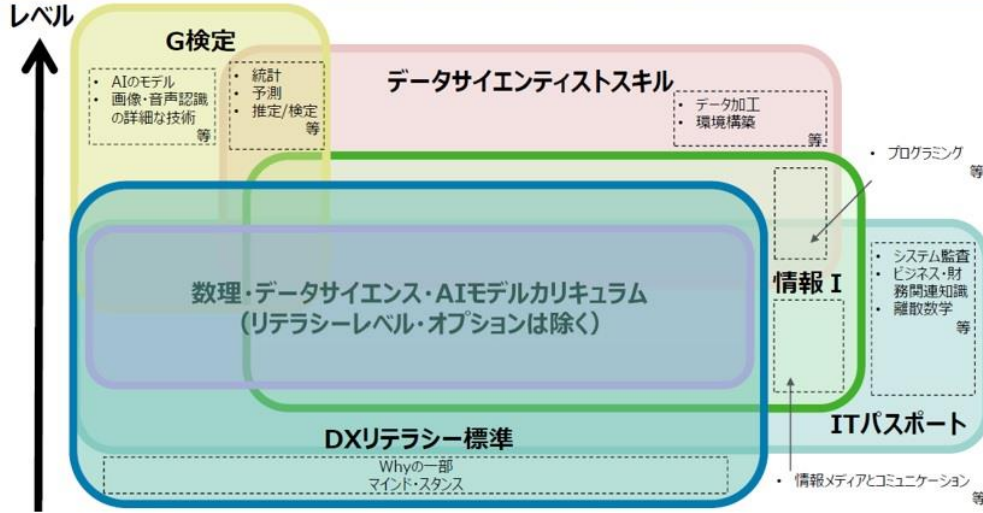 レベル
G検定
• AIのモデル
• 画像・音声認識
の詳細な技術
等
• 統計
• 予測
• 推定/検定
等
データサイエンティストスキル
• データ加工
• 環境構築
等
• プログラミング
等
数理・データサイエンス・AIモデルカリキュラム
（リテラシーレベル・オプションは除く）
情報Ⅰ
• システム監査
• ビジネス・財
務関連知識
• 離散数学
等
ITパスポート
DXリテラシー標準
Whyの一部
マインド・スタンス
• 情報メディアとコミュニケーション
等